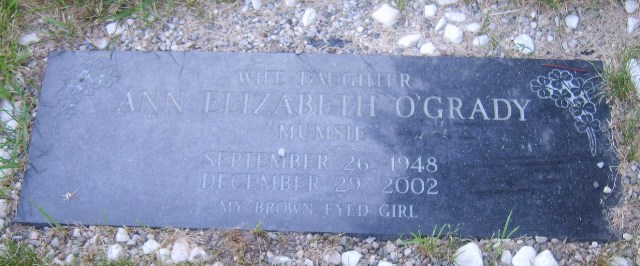 WIFE DAUGHTER
ANN ELIZABETH O'GRADY
MUMSIE
SEPTEMBER 26 1948
DECEMBER 29 2002
MY BROWN EYED GIRL